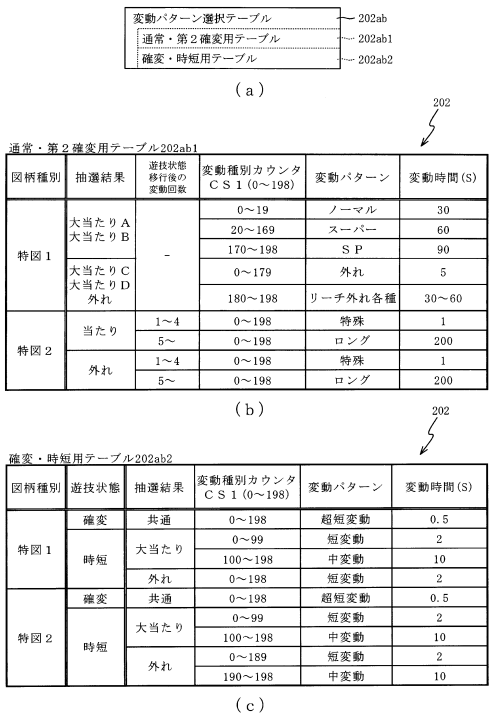 変動パターン選択テーブル 202ab
通常・第２確変用テーブル 202ab1
確変・時短用テーブル 202ab2
(a)
202
通常・第２確変用テーブル202ab1
図柄種別 抽選結果 遊技状態移行後の変動回数 変動種別カウンタＣＳ１(０～198) 変動パターン 変動時間(S)
特図１ 大当たりＡ 大当たりＢ － 0～19 ノーマル 30
20～169 スーパー 60
170～198 ＳＰ 90
大当たりＣ 大当たりＤ 外れ 0～179 外れ 5
180～198 リーチ外れ各種 30～60
特図２ 当たり 1～4 0～198 特殊 1
5～ 0～198 ロング 200
外れ 1～4 0～198 特殊 1
5～ 0～198 ロング 200
(b)
202
確変・時短用テーブル202ab2
図柄種別 遊技状態 抽選結果 変動種別カウンタＣＳ１(０～198) 変動パターン 変動時間(S)
特図１ 確変 共通 0～198 超短変動 0.5
時短 大当たり 0～99 短変動 2
100～198 中変動 10
外れ 0～198 短変動 2
特図２ 確変 共通 0～198 超短変動 0.5
時短 大当たり 0～99 短変動 2
100～198 中変動 10
外れ 0～189 短変動 2
190～198 中変動 10
(c)